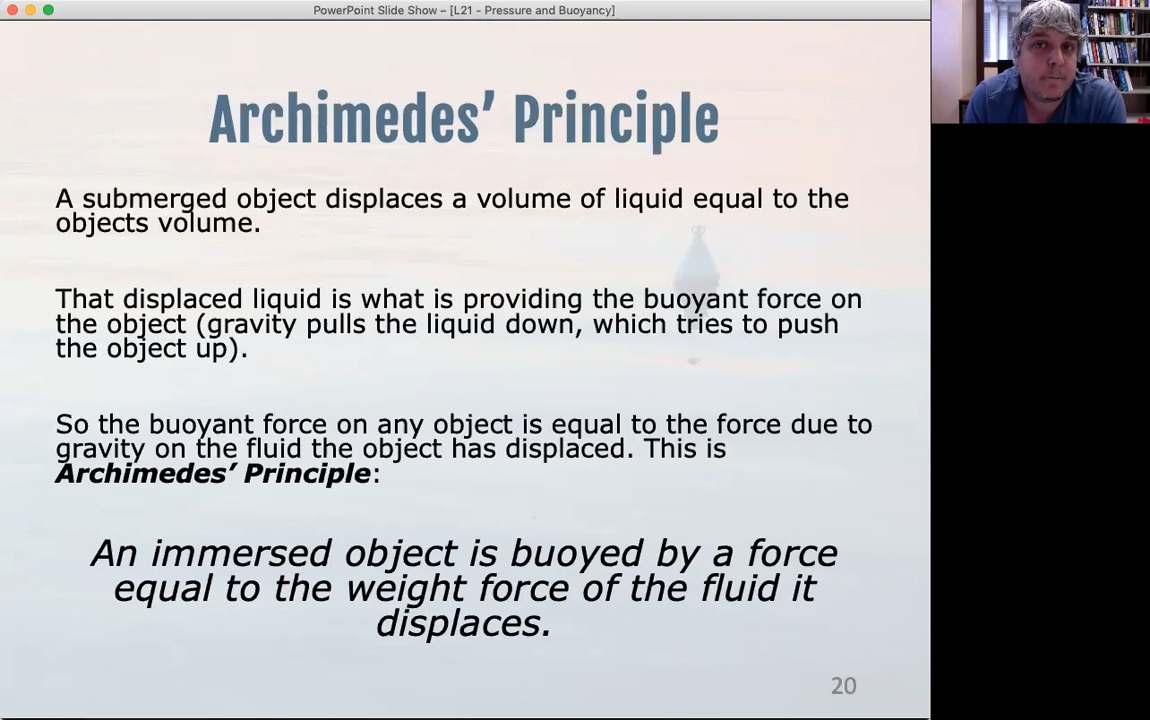 PowerPoint Slide Show – [L21 - Pressure and Buoyancy]
Archimedes’ Principle
A submerged object displaces a volume of liquid equal to the
objects volume.
That displaced liquid is what is providing the buoyant force on
the object (gravity pulls the liquid down, which tries to push
the object up).
So the buoyant force on any object is equal to the force due to
gravity on the fluid the object has displaced. This is
Archimedes’ Principle:
An immersed object is buoyed by a force
equal to the weight force of the fluid it
displaces.
20